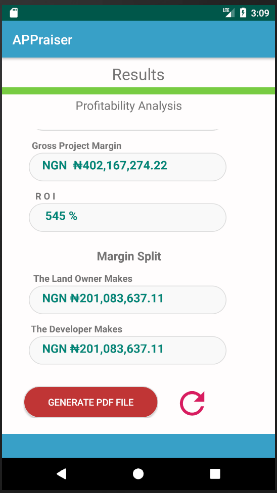 LTE 3:09
APPraiser
Results
Profitability Analysis
Gross Project Margin
NGN ₦402,167,274.22
R O I
545 %
Margin Split
The Land Owner Makes
NGN ₦201,083,637.11
The Developer Makes
NGN ₦201,083,637.11
GENERATE PDF FILE